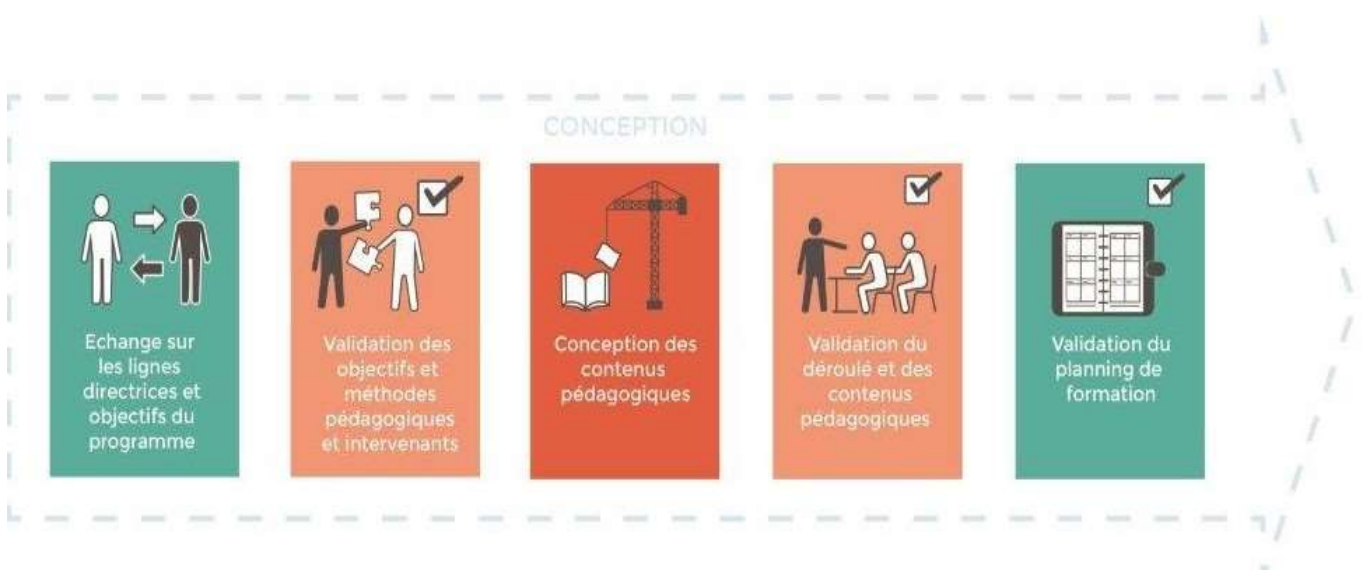 CONCEPTION
Echange sur
les lignes
directrices et
objectifs du
programme
Validation des
objectifs et
méthodes
pédagogiques
et intervenants
Conception des
contenus
pédagogiques
Validation du
déroulé et des
contenus
pédagogiques
Validation du
planning de
formation